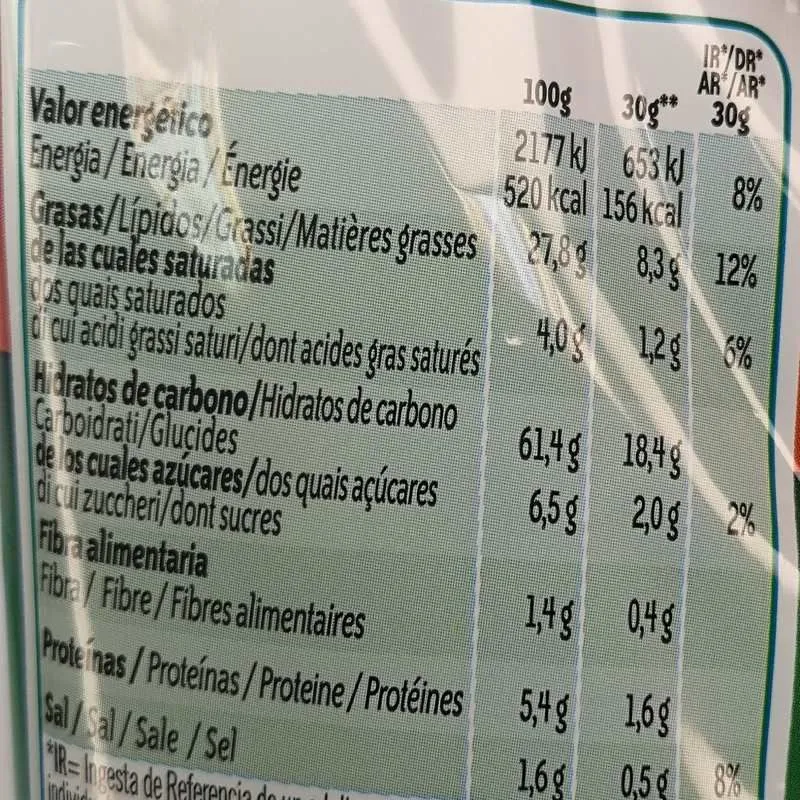 IR*/DR*
AR*/AR*
100g 30g** 30g
Valor energético
Energía / Energia / Énergie 2177 kJ 653 kJ
520 kcal 156 kcal 8%
Grasas/Lípidos/Grassi/Matières grasses 27,8 g 8,3 g 12%
de las cuales saturadas
dos quais saturados
di cui acidi grassi saturi/dont acides gras saturés 4,0 g 1,2 g 6%
Hidratos de carbono/Hidratos de carbono
Carboidrati/Glucides 61,4 g 18,4 g
de los cuales azúcares/dos quais açúcares
di cui zuccheri/dont sucres 6,5 g 2,0 g 2%
Fibra alimentaria
Fibra / Fibre / Fibres alimentaires 1,4 g 0,4 g
Proteínas / Proteínas / Proteine / Protéines 5,4 g 1,6 g
Sal / Sal / Sale / Sel 1,6 g 0,5 g 8%
*IR= Ingesta de Referencia de